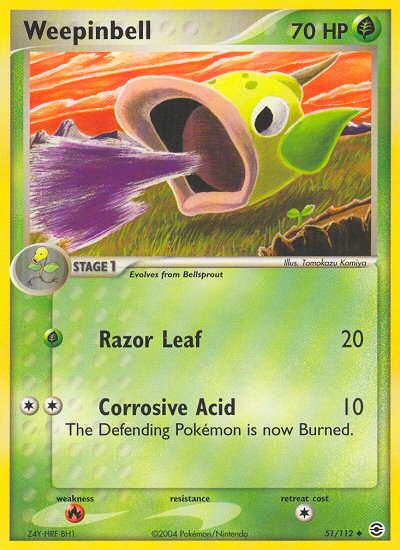 Weepinbell 70 HP
Illus. Tomokazu Komiya
STAGE 1
Evolves from Bellsprout
Razor Leaf 20
Corrosive Acid 10
The Defending Pokémon is now Burned.
weakness resistance retreat cost
Z4Y-HRF-BH1 ©2004 Pokémon/Nintendo 51/112